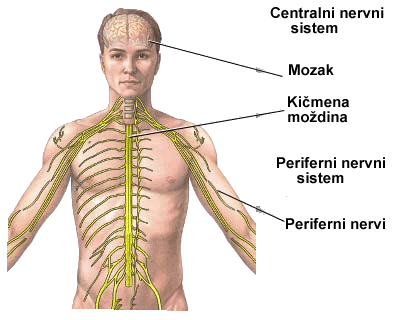 Centralni nervni
sistem
Mozak
Kičmena
moždina
Periferni nervni
sistem
Periferni nervi